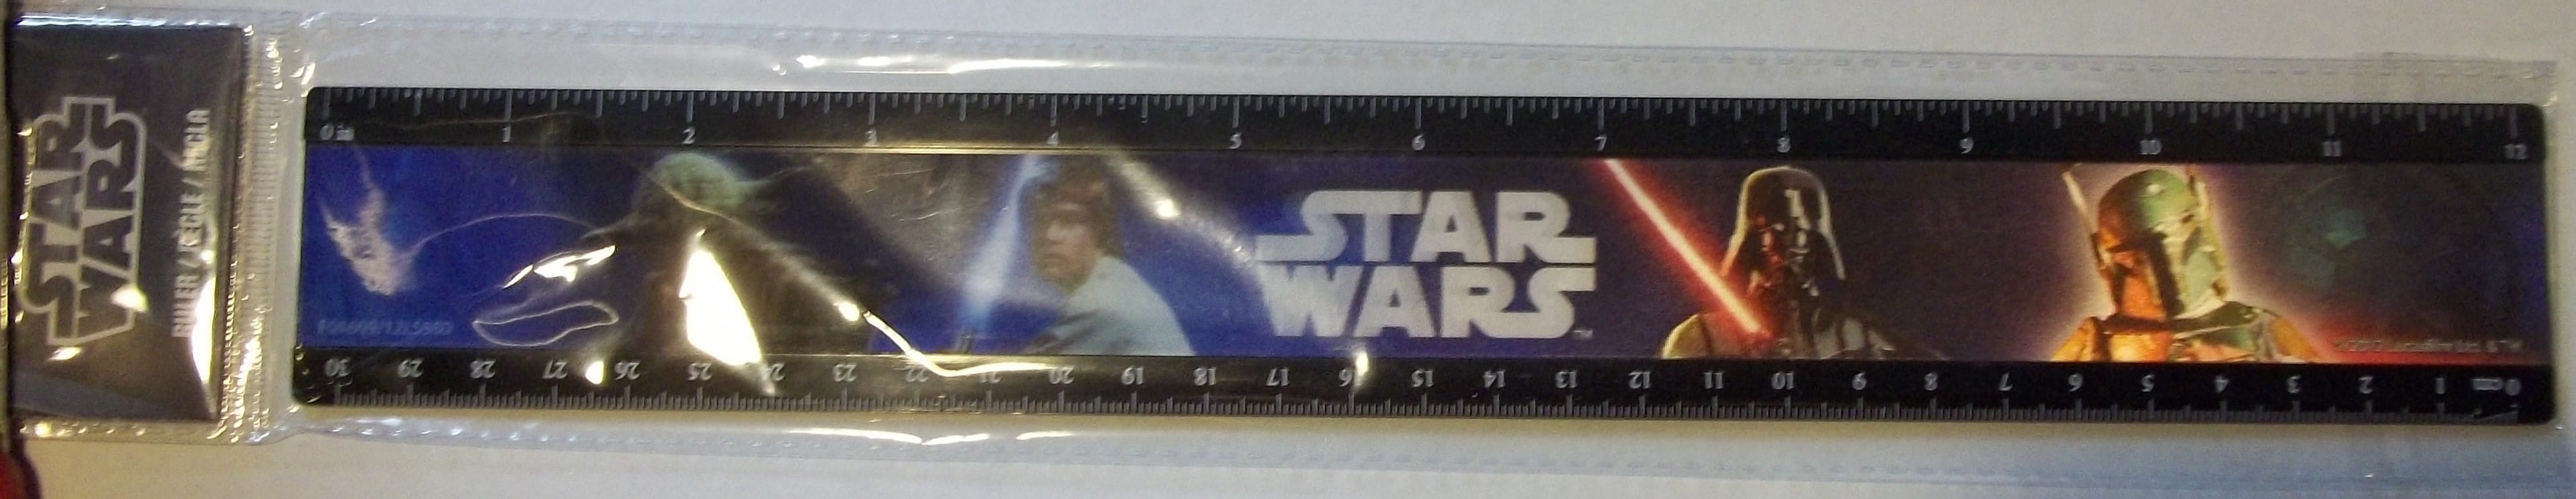 STAR
WARS
RULER / RÈGLE / REGLA
0 in 1 2 3 4 5 6 7 8 9 10 11 12
STAR
WARS
TM
30 29 28 27 26 25 24 23 22 21 20 19 18 17 16 15 14 13 12 11 10 9 8 7 6 5 4 3 2 1 0 cm